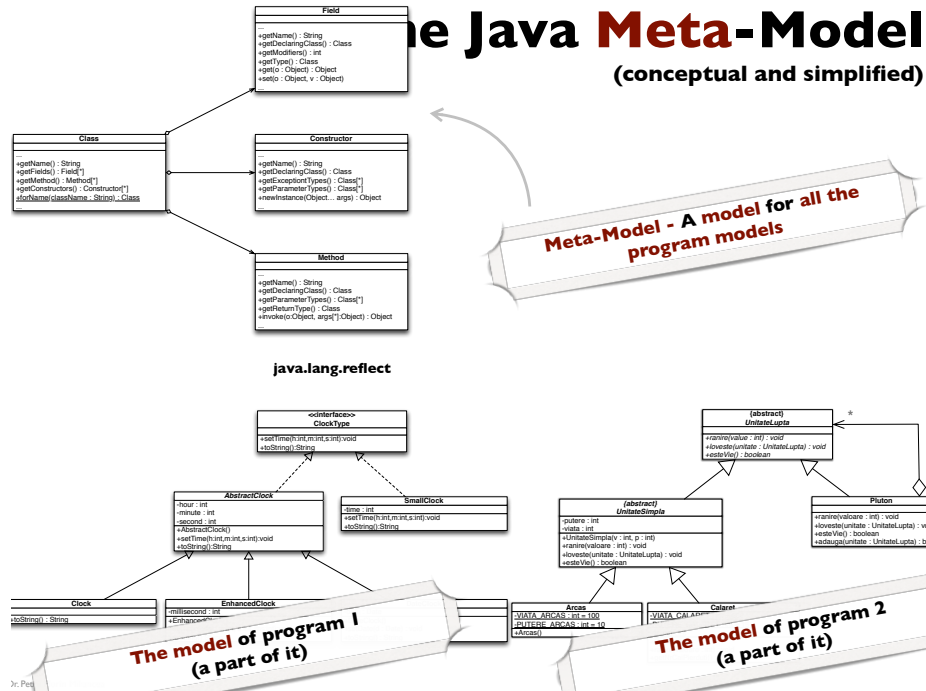 he Java Meta-Model
(conceptual and simplified)
Field
...
+getName() : String
+getDeclaringClass() : Class
+getModifiers() : int
+getType() : Class
+get(o : Object) : Object
+set(o : Object, v : Object)
...
Class
...
+getName() : String
+getFields() : Field[*]
+getMethod() : Method[*]
+getConstructors() : Constructor[*]
+forName(className : String) : Class
...
Constructor
...
+getName() : String
+getDeclaringClass() : Class
+getExceptionTypes() : Class[*]
+getParameterTypes() : Class[*]
+newInstance(Object... args) : Object
Meta-Model - A model for all the
program models
Method
...
+getName() : String
+getDeclaringClass() : Class
+getParameterTypes() : Class[*]
+getReturnType() : Class
+invoke(o:Object, args[*]:Object) : Object
...
java.lang.reflect
<<interface>>
ClockType
+setTime(h:int,m:int,s:int):void
+toString():String
AbstractClock
-hour : int
-minute : int
-second : int
+AbstractClock()
+setTime(h:int,m:int,s:int):void
+toString():String
SmallClock
-time : int
+setTime(h:int,m:int,s:int):void
+toString():String
Clock
+toString() : String
EnhancedClock
-millisecond : int
The model of program 1
(a part of it)
(abstract)
UnitateLupta
+ranire(value : int) : void
+loveste(unitate : UnitateLupta) : void
+esteVie() : boolean
*
(abstract)
UnitateSimpla
-putere : int
-viata : int
+UnitateSimpla(v : int, p : int)
+ranire(valoare : int) : void
+loveste(unitate : UnitateLupta) : void
+esteVie() : boolean
Pluton
+ranire(valoare : int) : void
+loveste(unitate : UnitateLupta) : vo
+esteVie() : boolean
+adauga(unitate : UnitateLupta) : b
Arcas
-VIATA_ARCAS : int = 100
-PUTERE_ARCAS : int = 10
+Arcas()
Calaret
The model of program 2
(a part of it)